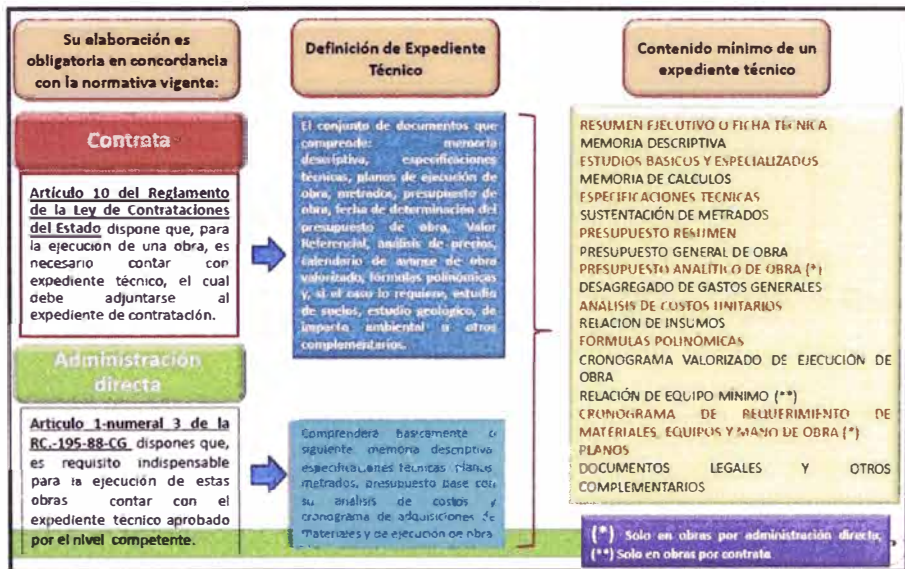 Su elaboración es
obligatoria en concordancia
con la normativa vigente:
Contrata
Artículo 10 del Reglamento
de la Ley de Contrataciones
del Estado dispone que, para
la ejecución de una obra, es
necesario contar con
expediente técnico, el cual
debe adjuntarse al
expediente de contratación.
Administración
directa
Articulo 1-numeral 3 de la
RC.-195-88-CG dispones que,
es requisito indispensable
para la ejecución de estas
obras contar con el
expediente técnico aprobado
por el nivel competente.
Definición de Expediente
Técnico
El conjunto de documentos que
comprende: memoria
descriptiva, especificaciones
técnicas, planos de ejecución de
obra, metrados, presupuesto de
obra, fecha de determinación del
presupuesto de obra, Valor
Referencial, análisis de precios,
calendario de avance de obra
valorizado, fórmulas polinómicas
y, si el caso lo requiere, estudio
de suelos, estudio geológico, de
impacto ambiental u otros
complementarios.
Comprenderá básicamente lo
siguiente: memoria descriptiva
especificaciones técnicas planos
metrados, presupuesto base con
su análisis de costos y
cronograma de adquisiciones de
materiales y de ejecución de obra
Contenido mínimo de un
expediente técnico
RESUMEN EJECUTIVO O FICHA TÉCNICA
MEMORIA DESCRIPTIVA
ESTUDIOS BASICOS Y ESPECIALIZADOS
MEMORIA DE CALCULOS
ESPECIFICACIONES TECNICAS
SUSTENTACIÓN DE METRADOS
PRESUPUESTO RESUMEN
PRESUPUESTO GENERAL DE OBRA
PRESUPUESTO ANALÍTICO DE OBRA (*)
DESAGREGADO DE GASTOS GENERALES
ANÁLISIS DE COSTOS UNITARIOS
RELACION DE INSUMOS
FORMULAS POLINÓMICAS
CRONOGRAMA VALORIZADO DE EJECUCIÓN DE
OBRA
RELACIÓN DE EQUIPO MÍNIMO (**)
CRONOGRAMA DE REQUERIMIENTO DE
MATERIALES, EQUIPOS Y MANO DE OBRA (*)
PLANOS
DOCUMENTOS LEGALES Y OTROS
COMPLEMENTARIOS
(*) Solo en obras por administración directa,
(**) Solo en obras por contrata